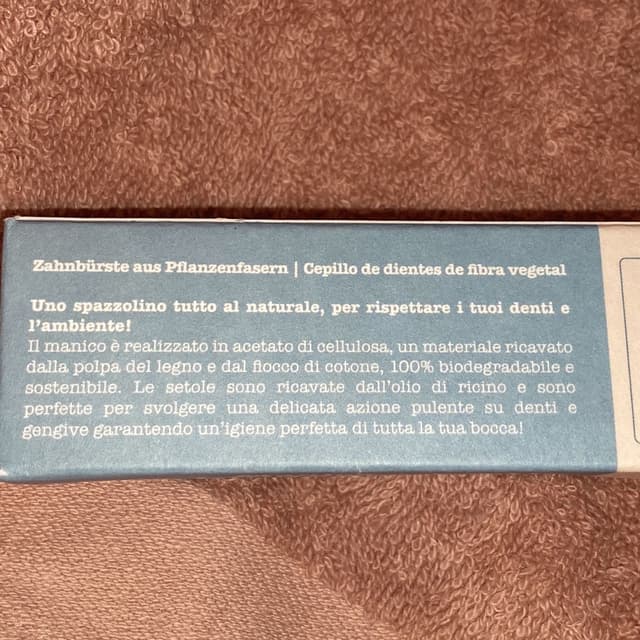 Zahnbürste aus Pflanzenfasern | Cepillo de dientes de fibra vegetal
Uno spazzolino tutto al naturale, per rispettare i tuoi denti e
l'ambiente!
Il manico è realizzato in acetato di cellulosa, un materiale ricavato
dalla polpa del legno e dal fiocco di cotone, 100% biodegradabile e
sostenibile. Le setole sono ricavate dall'olio di ricino e sono
perfette per svolgere una delicata azione pulente su denti e
gengive garantendo un'igiene perfetta di tutta la tua bocca!